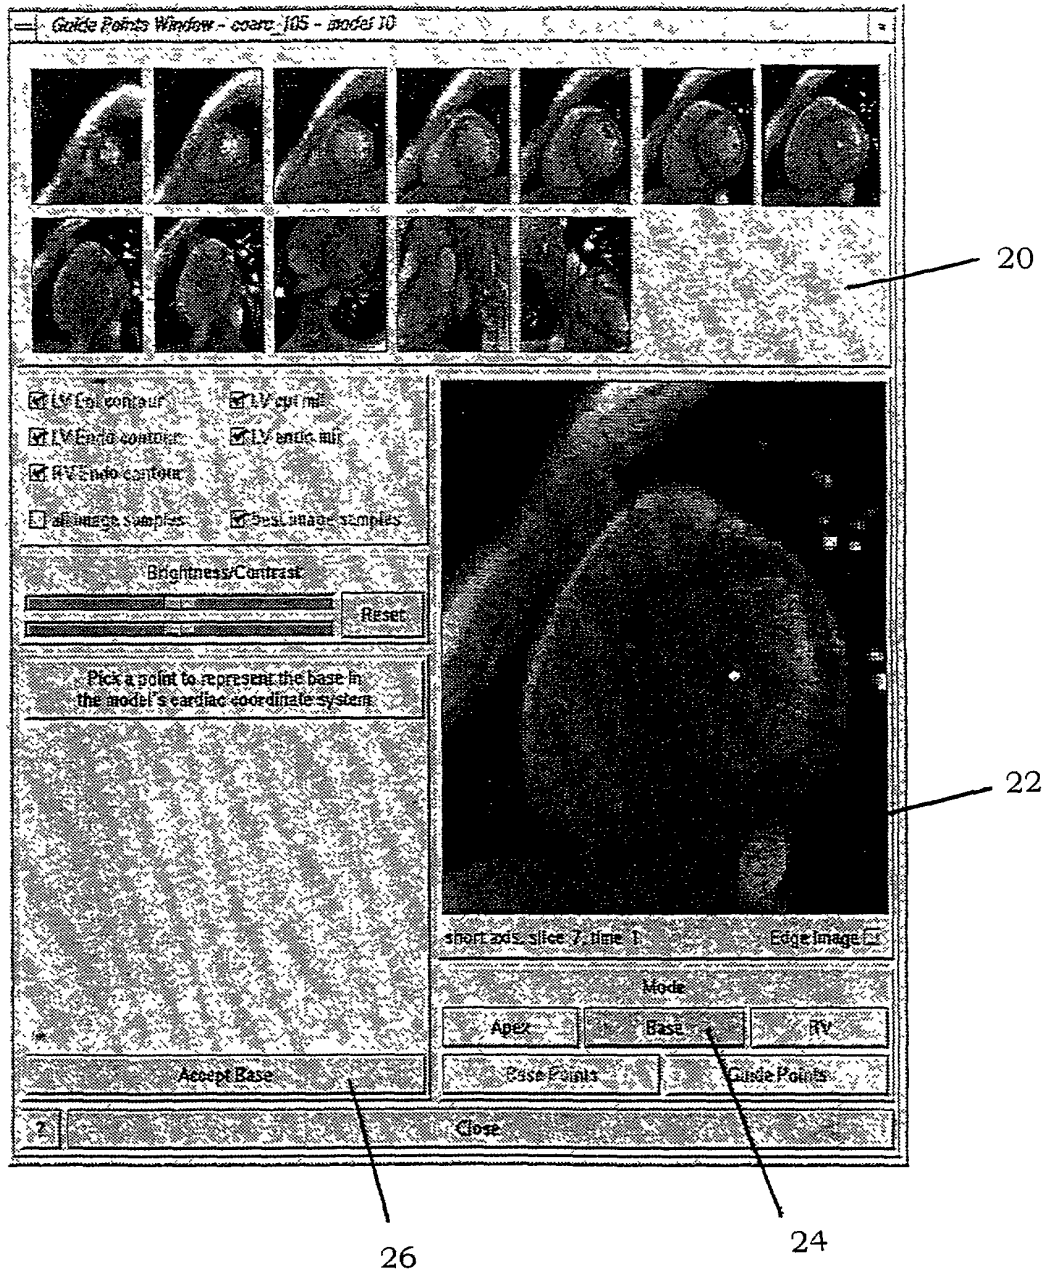 Guide Points Window - coarc_105 - model 10
20
LV Epi contour
LV epi mir
LV Endo contour
LV endo mir
RV Endo contour
all image samples
best image samples
Brightness/Contrast
Reset
Pick a point to represent the base in
the model's cardiac coordinate system
22
short axis, slice 7, time 1
Edge Image
Mode
Apex
Base
RV
Accept Base
Base Points
Guide Points
?
Close
26
24